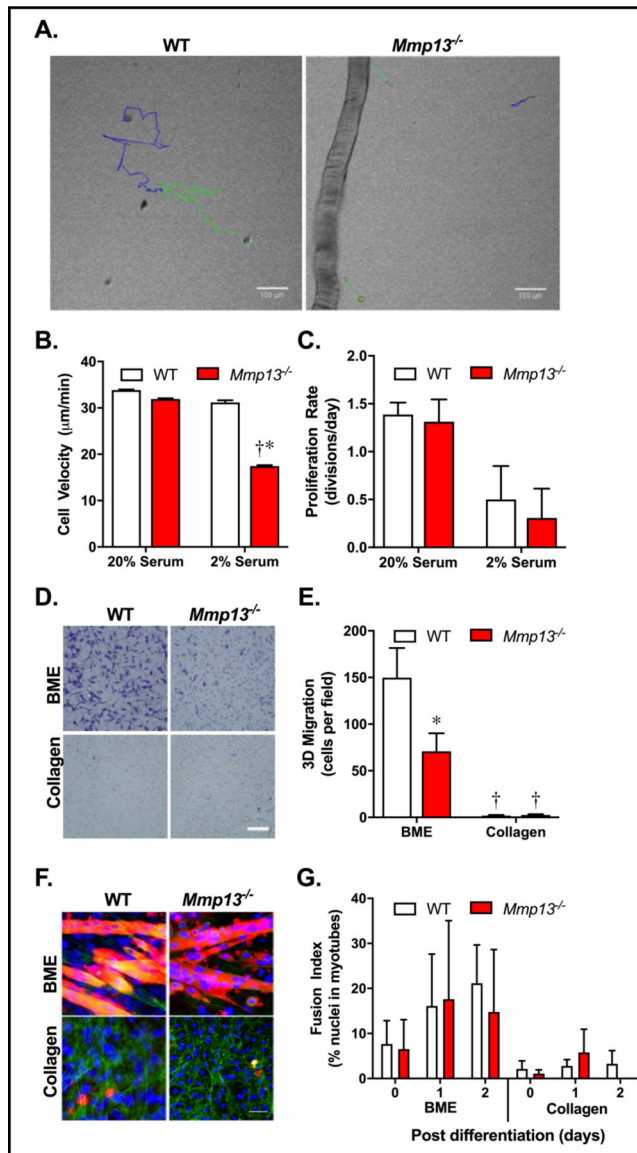 A.
WT Mmp13-/-
100 µm 100 µm
B.
WT Mmp13-/-
Cell Velocity (µm/min)
40
30
20
10
0
†*
20% Serum 2% Serum
C.
WT Mmp13-/-
Proliferation Rate
(divisions/day)
2.0
1.5
1.0
0.5
0.0
20% Serum 2% Serum
D.
WT Mmp13-/-
BME
Collagen
E.
WT Mmp13-/-
3D Migration
(cells per field)
200
150
100
50
0
*
† †
BME Collagen
F.
WT Mmp13-/-
BME
Collagen
G.
WT Mmp13-/-
Fusion Index
(% nuclei in myotubes)
40
30
20
10
0
0 1 2 0 1 2
BME Collagen
Post differentiation (days)